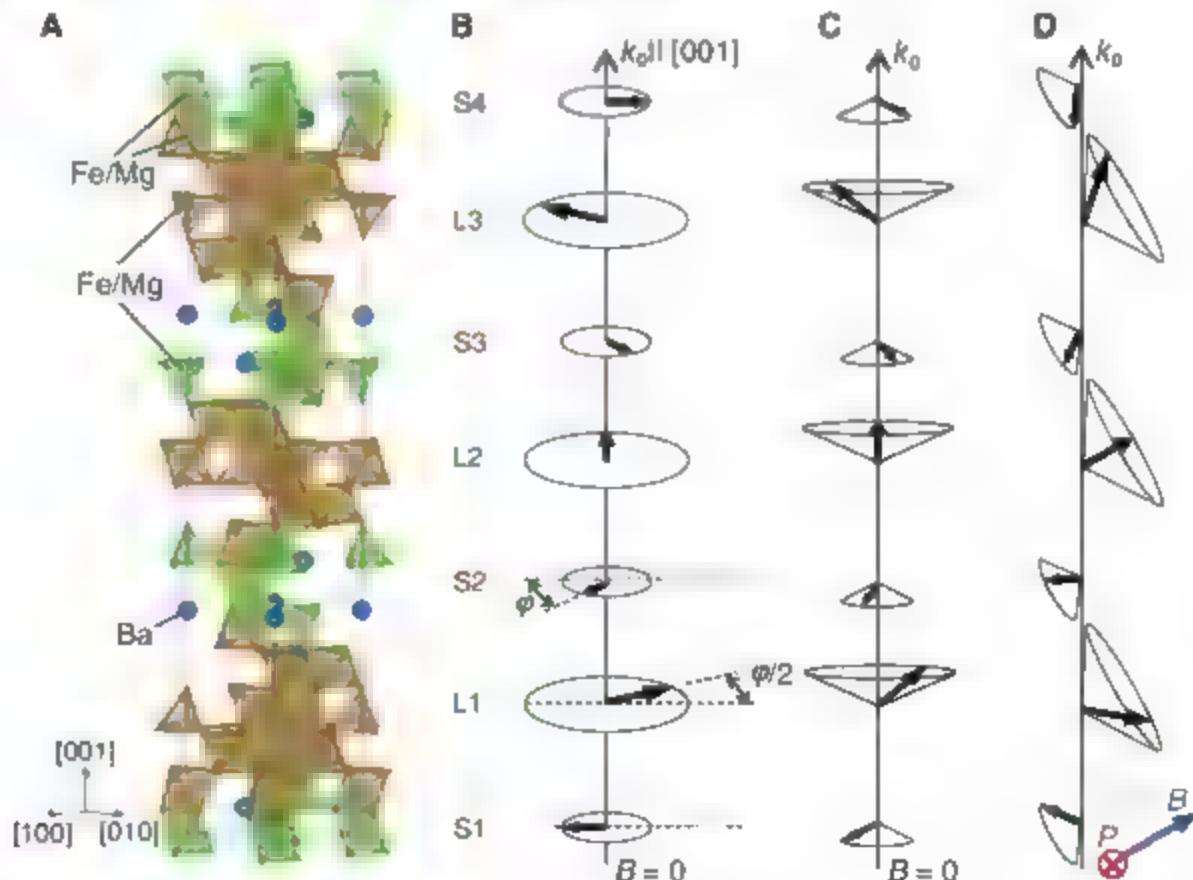 A
B
C
D
k₀|| [001]
k₀
k₀
S4
Fe/Mg
L3
Fe/Mg
S3
L2
S2
φ
Ba
L1
φ/2
[001]
[100]
[010]
S1
B
P
B = 0
B = 0